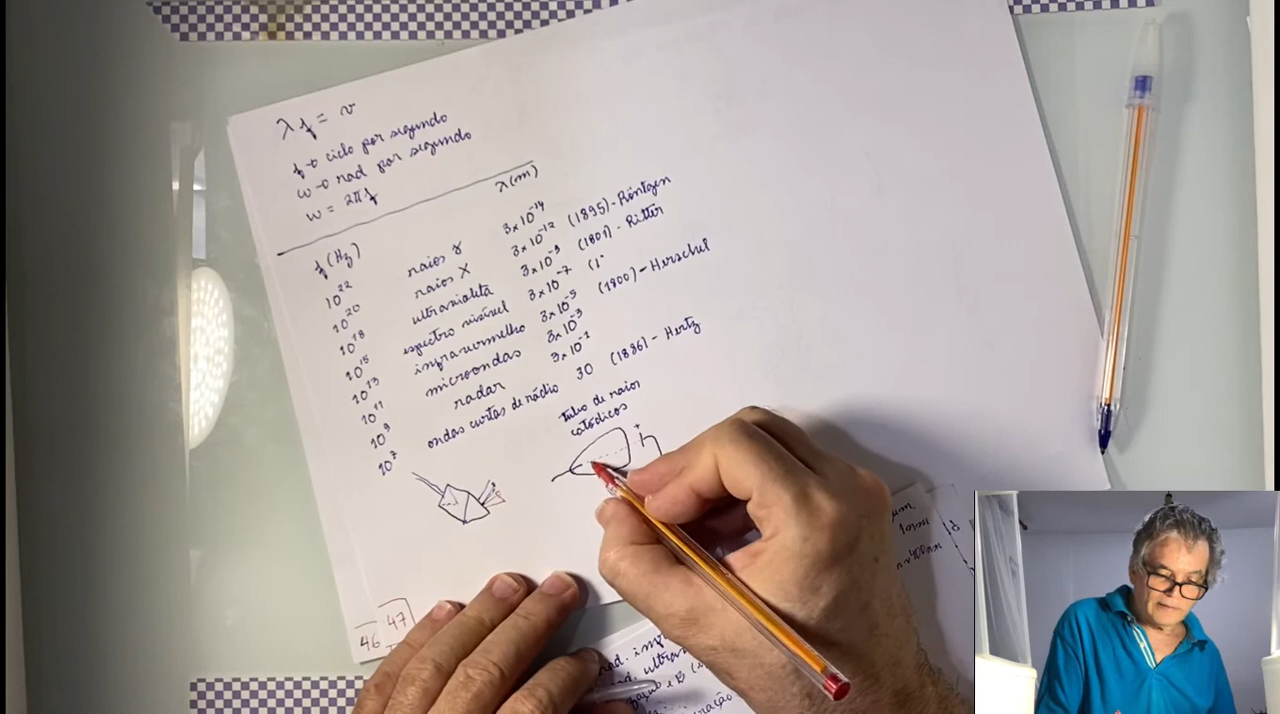 λf = v
f → ciclo por segundo
ω → rad por segundo
ω = 2πf
f(Hz) λ(m)
10²² raios γ 3×10⁻¹⁴
10²⁰ raios X 3×10⁻¹² (1895) - Röntgen
10¹⁸ ultravioleta 3×10⁻⁹ (1801) - Ritter
10¹⁵ espectro visível 3×10⁻⁷ (1
10¹³ infravermelho 3×10⁻⁵ (1800) - Herschel
10¹¹ microondas 3×10⁻³
10⁹ radar 3×10⁻¹
10⁷ ondas curtas de rádio 30 (1886) - Hertz
tubo de raios
catódicos
+
46 47